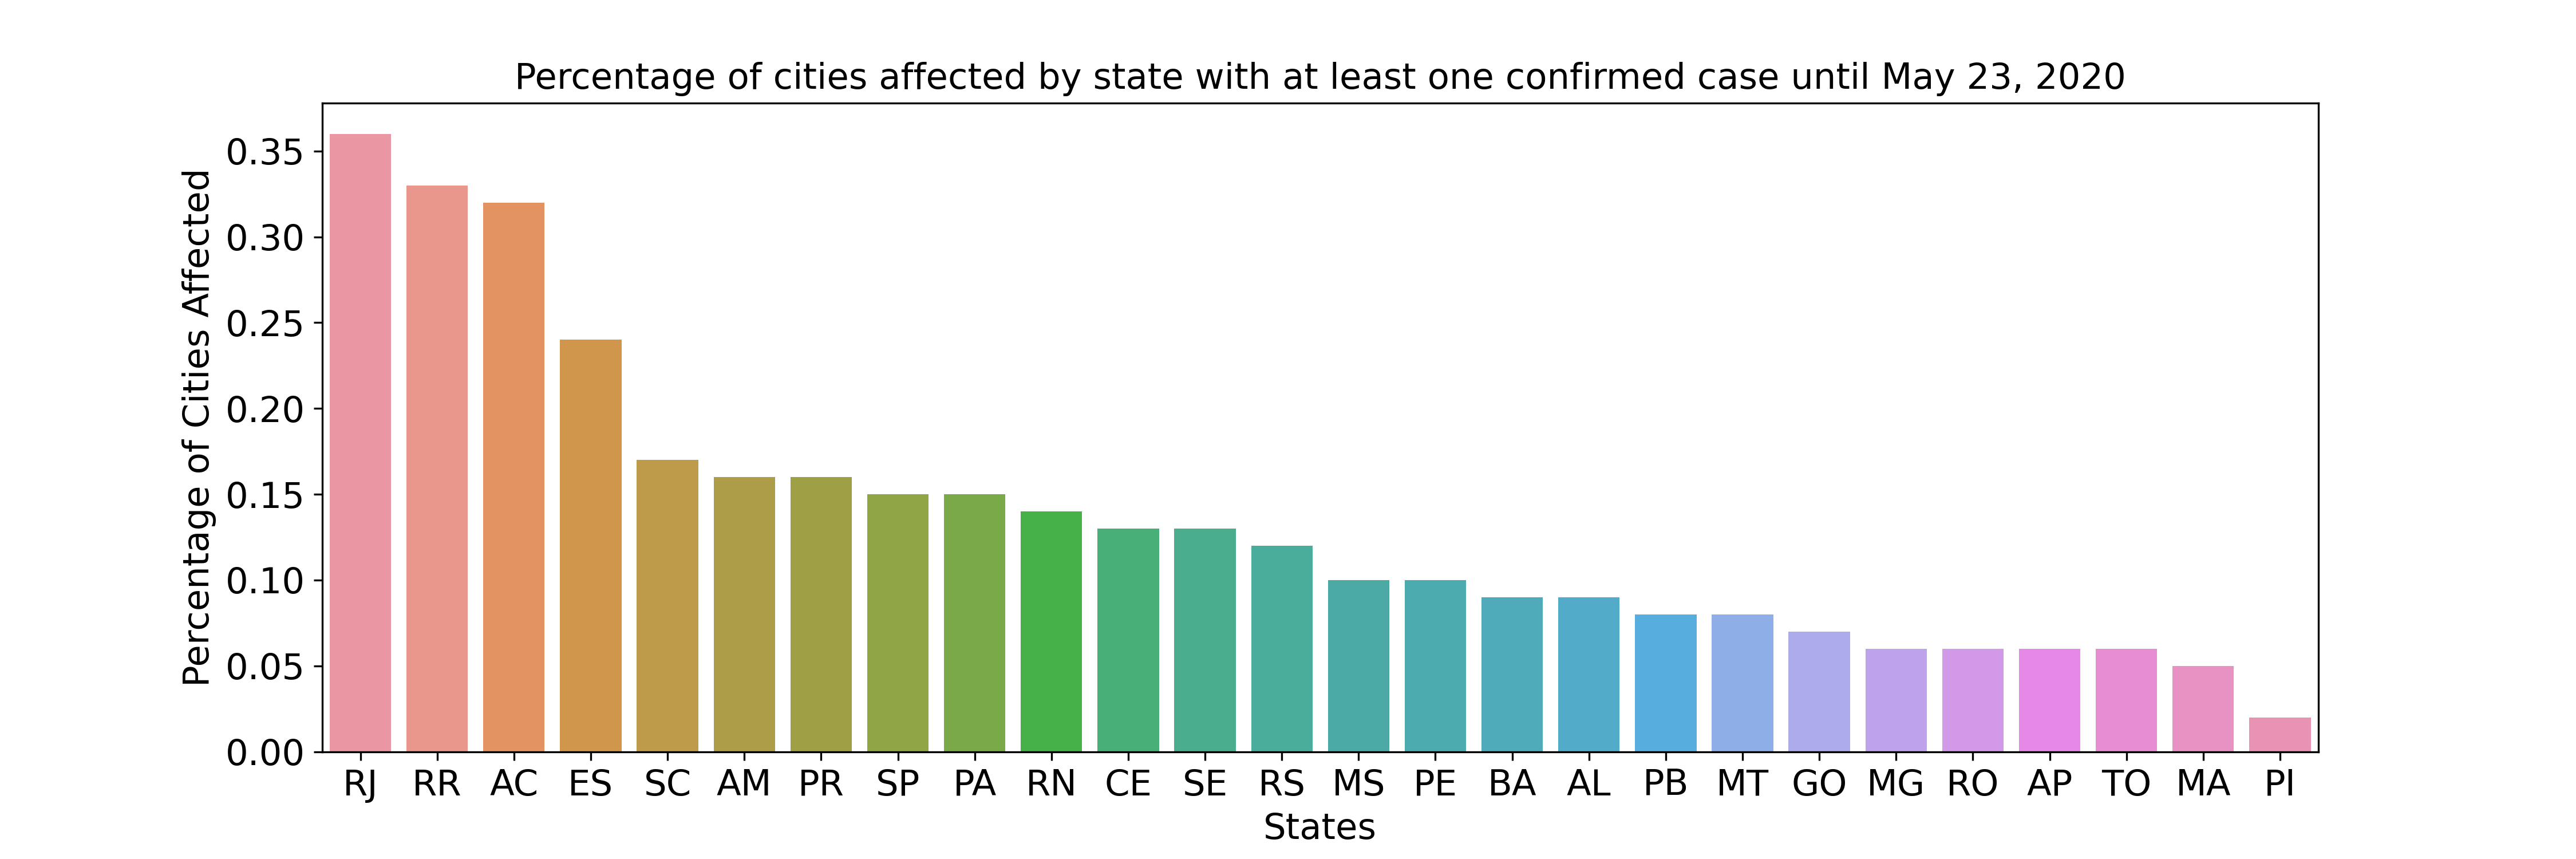 Percentage of cities affected by state with at least one confirmed case until May 23, 2020
Percentage of Cities Affected
0.35
0.30
0.25
0.20
0.15
0.10
0.05
0.00
RJ RR AC ES SC AM PR SP PA RN CE SE RS MS PE BA AL PB MT GO MG RO AP TO MA PI
States